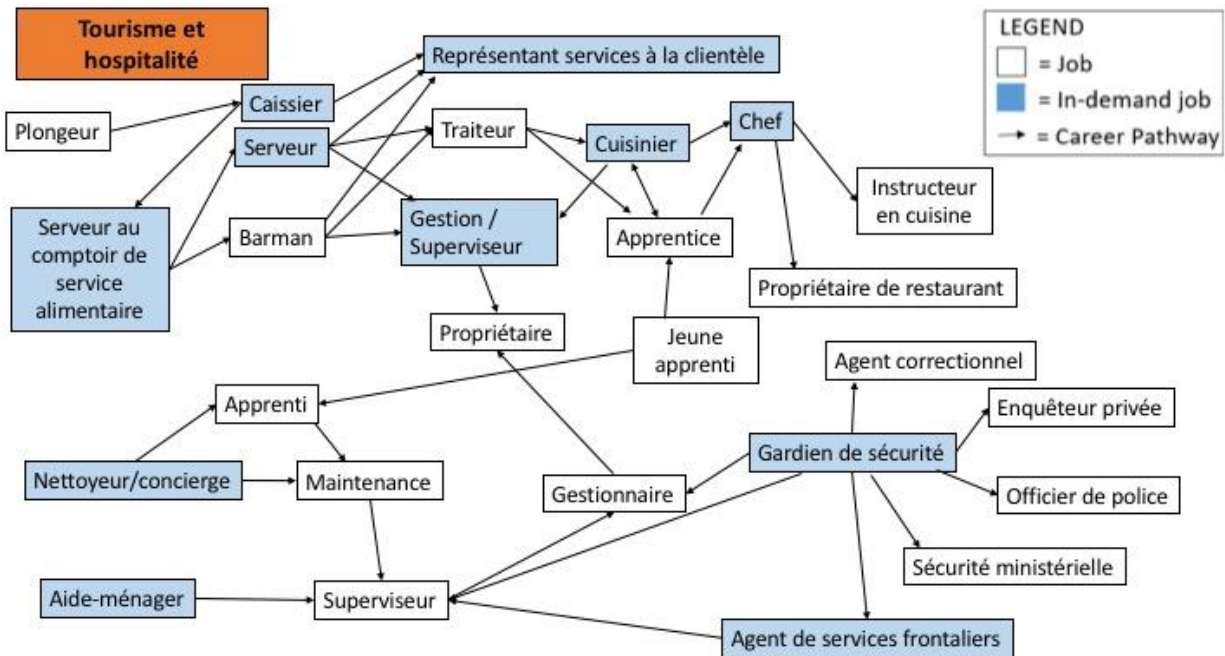 Tourisme et
hospitalité
LEGEND
= Job
= In-demand job
= Career Pathway
Représentant services à la clientèle
Caissier
Plongeur
Serveur
Traiteur
Cuisinier
Chef
Instructeur
en cuisine
Serveur au
comptoir de
service
alimentaire
Barman
Gestion /
Superviseur
Apprentice
Propriétaire de restaurant
Propriétaire
Jeune
apprenti
Agent correctionnel
Apprenti
Enquêteur privée
Gardien de sécurité
Nettoyeur/concierge
Maintenance
Gestionnaire
Officier de police
Sécurité ministérielle
Aide-ménager
Superviseur
Agent de services frontaliers